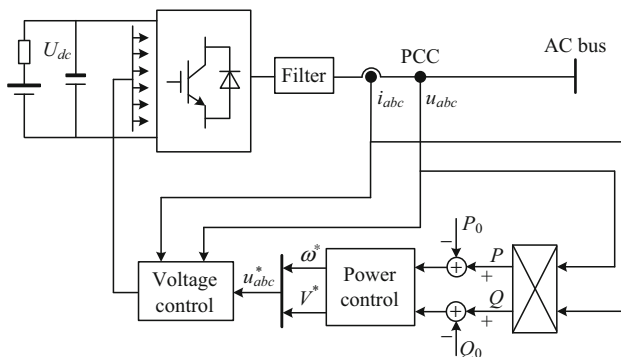 U_dc
Filter
PCC
AC bus
i_abc
u_abc
P_0
−
ω*
P
+
+
Voltage
control
u*_abc
Power
control
V*
Q
+
+
−
Q_0